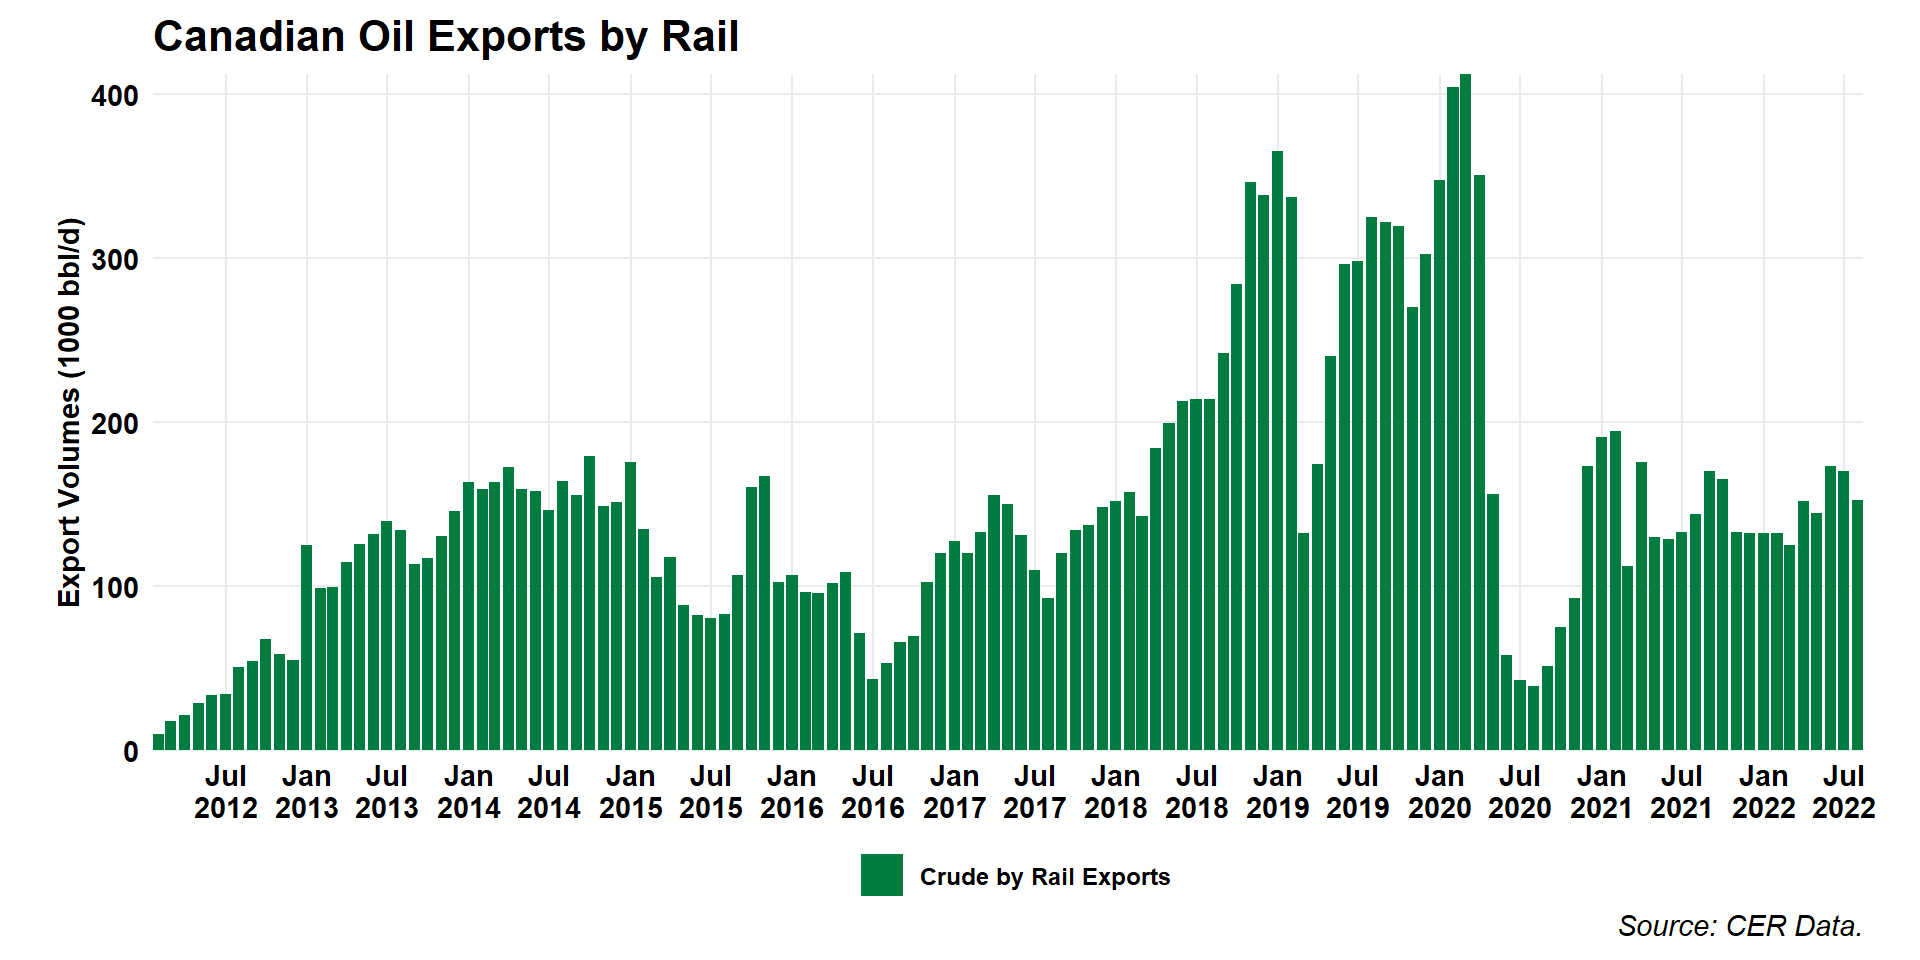 Canadian Oil Exports by Rail
Export Volumes (1000 bbl/d)
400
300
200
100
0
Jul Jan Jul Jan Jul Jan Jul Jan Jul Jan Jul Jan Jul Jan Jul Jan Jul Jan Jul Jan Jul
2012 2013 2013 2014 2014 2015 2015 2016 2016 2017 2017 2018 2018 2019 2019 2020 2020 2021 2021 2022 2022
Crude by Rail Exports
Source: CER Data.